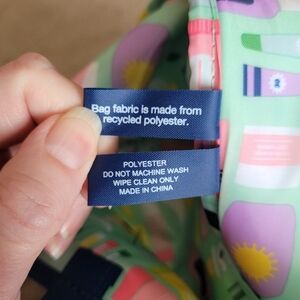 Bag fabric is made from
recycled polyester.
POLYESTER
DO NOT MACHINE WASH
WIPE CLEAN ONLY
MADE IN CHINA